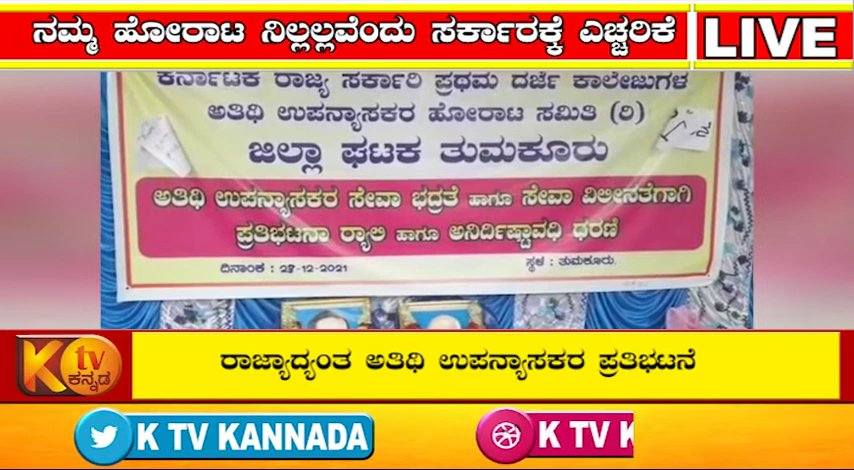 ನಮ್ಮ ಹೋರಾಟ ನಿಲ್ಲಲ್ಲವೆಂದು ಸರ್ಕಾರಕ್ಕೆ ಎಚ್ಚರಿಕೆ
LIVE
ಕರ್ನಾಟಕ ರಾಜ್ಯ ಸರ್ಕಾರಿ ಪ್ರಥಮ ದರ್ಜೆ ಕಾಲೇಜುಗಳ
ಅತಿಥಿ ಉಪನ್ಯಾಸಕರ ಹೋರಾಟ ಸಮಿತಿ (ರಿ)
ಜಿಲ್ಲಾ ಘಟಕ ತುಮಕೂರು
ಅತಿಥಿ ಉಪನ್ಯಾಸಕರ ಸೇವಾ ಭದ್ರತೆ ಹಾಗೂ ಸೇವಾ ವಿಲೀನತೆಗಾಗಿ
ಪ್ರತಿಭಟನಾ ರ‍್ಯಾಲಿ ಹಾಗೂ ಅನಿರ್ದಿಷ್ಟಾವಧಿ ಧರಣಿ
ದಿನಾಂಕ : -12-2021 ಸ್ಥಳ : ತುಮಕೂರು.
K tv ಕನ್ನಡ
ರಾಜ್ಯಾದ್ಯಂತ ಅತಿಥಿ ಉಪನ್ಯಾಸಕರ ಪ್ರತಿಭಟನೆ
K TV KANNADA
K TV K